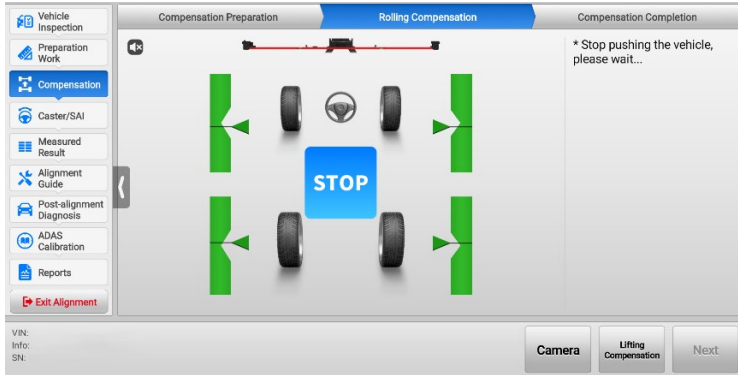 Vehicle
Inspection
Preparation
Work
Compensation
Caster/SAI
Measured
Result
Alignment
Guide
Post-alignment
Diagnosis
ADAS
Calibration
Reports
Exit Alignment
Compensation Preparation
Rolling Compensation
Compensation Completion
* Stop pushing the vehicle,
please wait...
STOP
VIN:
Info:
SN:
Camera
Lifting
Compensation
Next